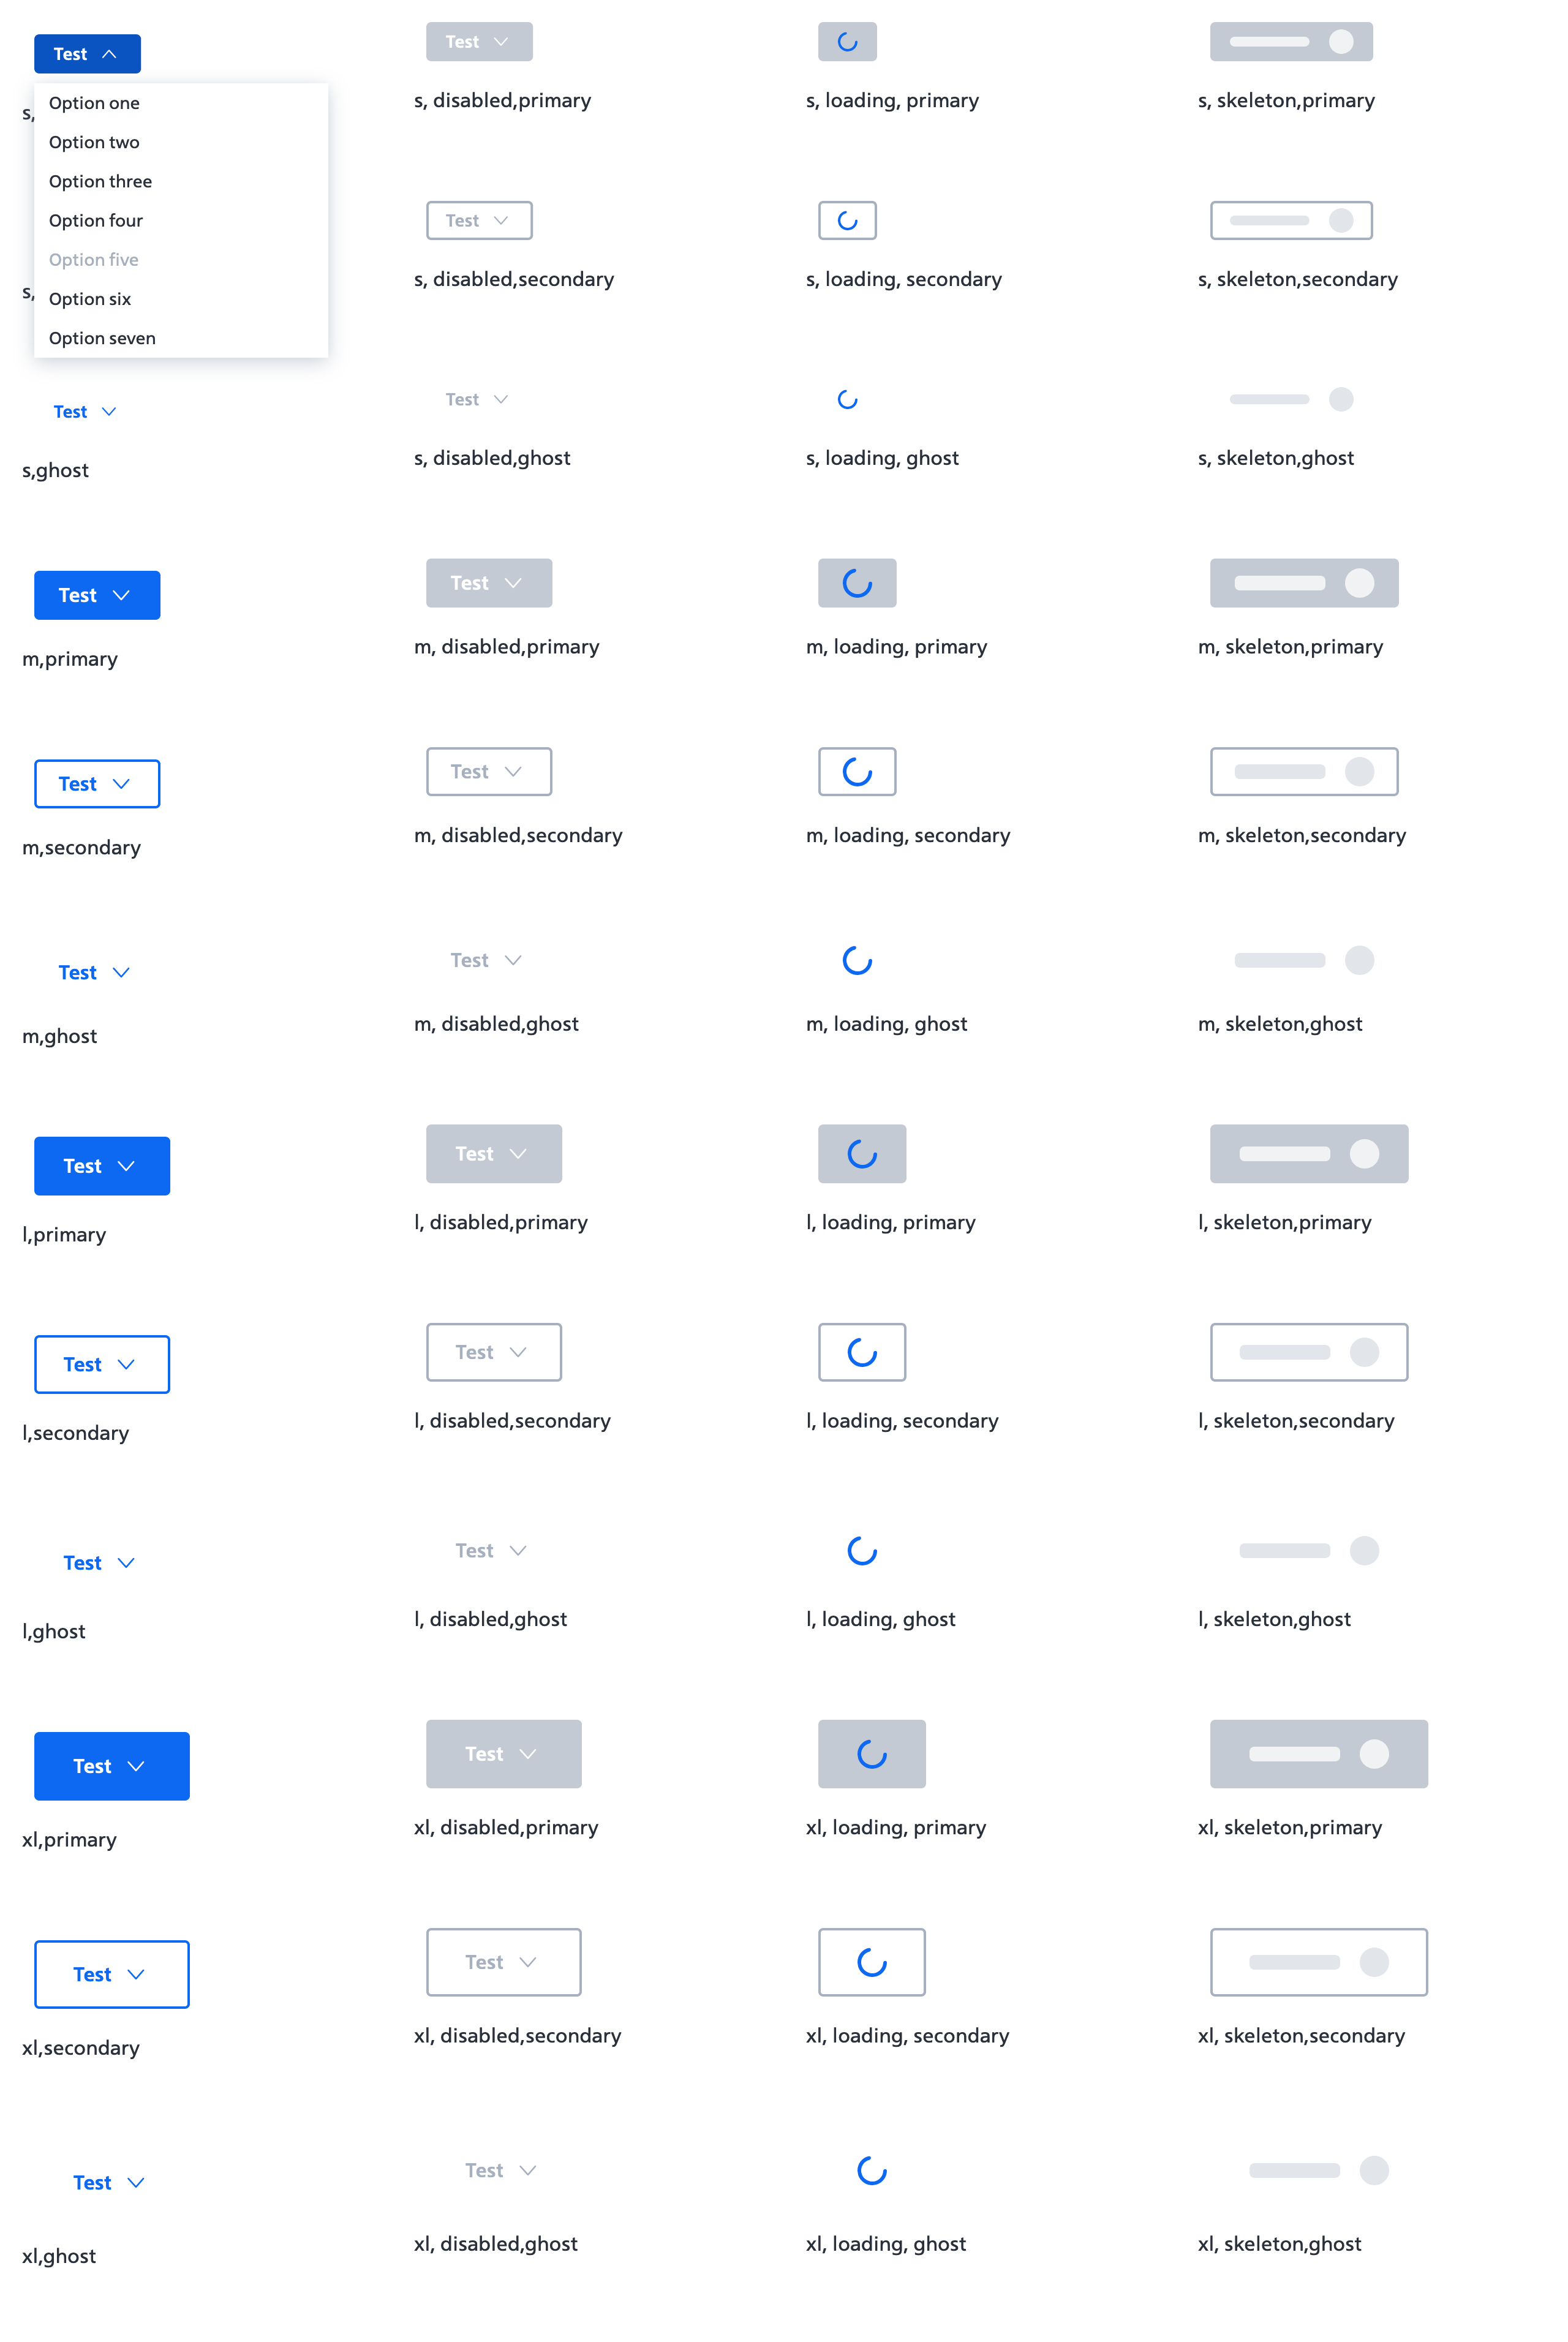 Test
Test
s, disabled,primary
s, loading, primary
s, skeleton,primary
s,
Option one
Option two
Option three
Option four
Option five
Option six
Option seven
Test
s, disabled,secondary
s, loading, secondary
s, skeleton,secondary
s,
Test
Test
s,ghost
s, disabled,ghost
s, loading, ghost
s, skeleton,ghost
Test
Test
m,primary
m, disabled,primary
m, loading, primary
m, skeleton,primary
Test
Test
m,secondary
m, disabled,secondary
m, loading, secondary
m, skeleton,secondary
Test
Test
m,ghost
m, disabled,ghost
m, loading, ghost
m, skeleton,ghost
Test
Test
l,primary
l, disabled,primary
l, loading, primary
l, skeleton,primary
Test
Test
l,secondary
l, disabled,secondary
l, loading, secondary
l, skeleton,secondary
Test
Test
l,ghost
l, disabled,ghost
l, loading, ghost
l, skeleton,ghost
Test
Test
xl,primary
xl, disabled,primary
xl, loading, primary
xl, skeleton,primary
Test
Test
xl,secondary
xl, disabled,secondary
xl, loading, secondary
xl, skeleton,secondary
Test
Test
xl,ghost
xl, disabled,ghost
xl, loading, ghost
xl, skeleton,ghost